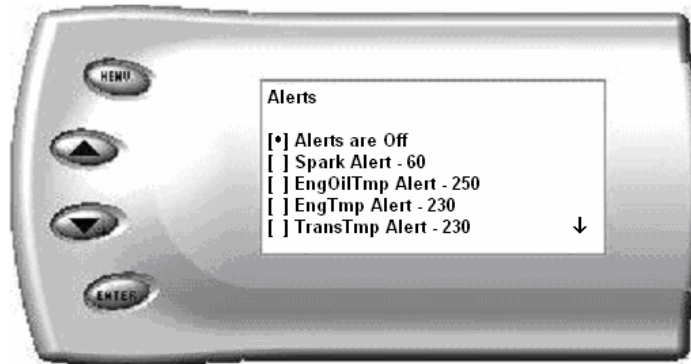 MENU
Alerts
[•] Alerts are Off
[ ] Spark Alert - 60
[ ] EngOilTmp Alert - 250
[ ] EngTmp Alert - 230
[ ] TransTmp Alert - 230 ↓
ENTER